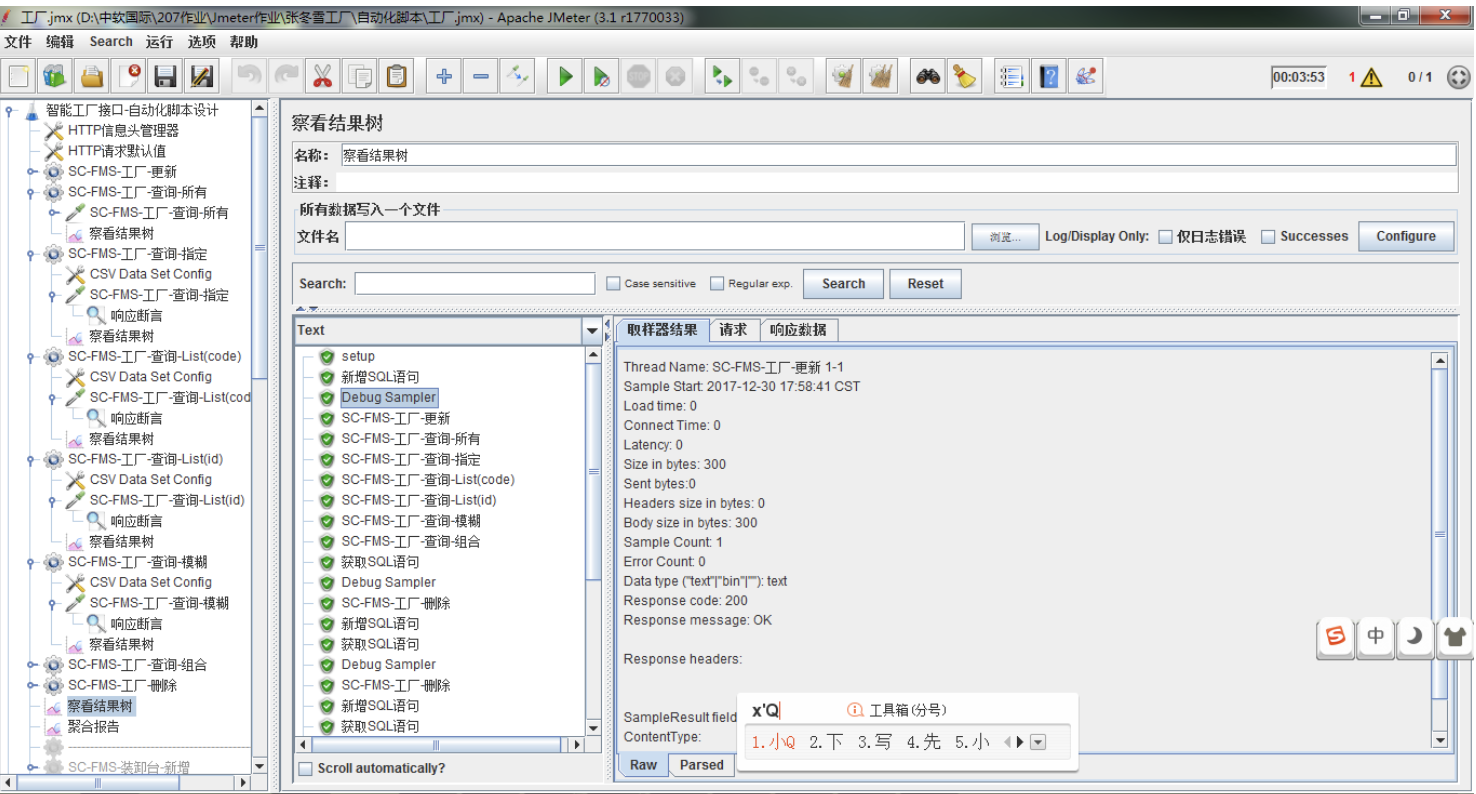 工厂.jmx (D:\中软国际\207作业\Jmeter作业\张冬雪工厂\自动化脚本\工厂.jmx) - Apache JMeter (3.1 r1770033)
文件 编辑 Search 运行 选项 帮助
00:03:53 1 0 / 1
智能工厂接口-自动化脚本设计
HTTP信息头管理器
HTTP请求默认值
SC-FMS-工厂-更新
SC-FMS-工厂-查询-所有
SC-FMS-工厂-查询-所有
察看结果树
SC-FMS-工厂-查询-指定
CSV Data Set Config
SC-FMS-工厂-查询-指定
响应断言
察看结果树
SC-FMS-工厂-查询-List(code)
CSV Data Set Config
SC-FMS-工厂-查询-List(cod
响应断言
察看结果树
SC-FMS-工厂-查询-List(id)
CSV Data Set Config
SC-FMS-工厂-查询-List(id)
响应断言
察看结果树
SC-FMS-工厂-查询-模糊
CSV Data Set Config
SC-FMS-工厂-查询-模糊
响应断言
察看结果树
SC-FMS-工厂-查询-组合
SC-FMS-工厂-删除
察看结果树
聚合报告
SC-FMS-装卸台-新增
察看结果树
名称: 察看结果树
注释:
所有数据写入一个文件
文件名 浏览... Log/Display Only: 仅日志错误 Successes Configure
Search: Case sensitive Regular exp. Search Reset
Text
setup
新增SQL语句
Debug Sampler
SC-FMS-工厂-更新
SC-FMS-工厂-查询-所有
SC-FMS-工厂-查询-指定
SC-FMS-工厂-查询-List(code)
SC-FMS-工厂-查询-List(id)
SC-FMS-工厂-查询-模糊
SC-FMS-工厂-查询-组合
获取SQL语句
Debug Sampler
SC-FMS-工厂-删除
新增SQL语句
获取SQL语句
Debug Sampler
SC-FMS-工厂-删除
新增SQL语句
获取SQL语句
Scroll automatically?
取样器结果 请求 响应数据
Thread Name: SC-FMS-工厂-更新 1-1
Sample Start: 2017-12-30 17:58:41 CST
Load time: 0
Connect Time: 0
Latency: 0
Size in bytes: 300
Sent bytes:0
Headers size in bytes: 0
Body size in bytes: 300
Sample Count: 1
Error Count: 0
Data type ("text"|"bin"|""): text
Response code: 200
Response message: OK
Response headers:
SampleResult field
ContentType:
Raw Parsed
x'Q 工具箱(分号)
1.小Q 2.下 3.写 4.先 5.小
中